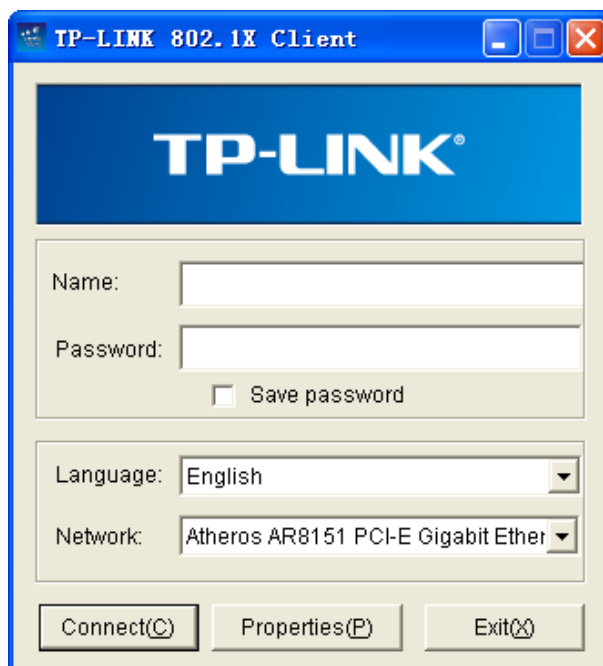 TP-LINK 802.1X Client
TP-LINK®
Name:
Password:
Save password
Language: English
Network: Atheros AR8151 PCI-E Gigabit Ether
Connect(C) Properties(P) Exit(X)